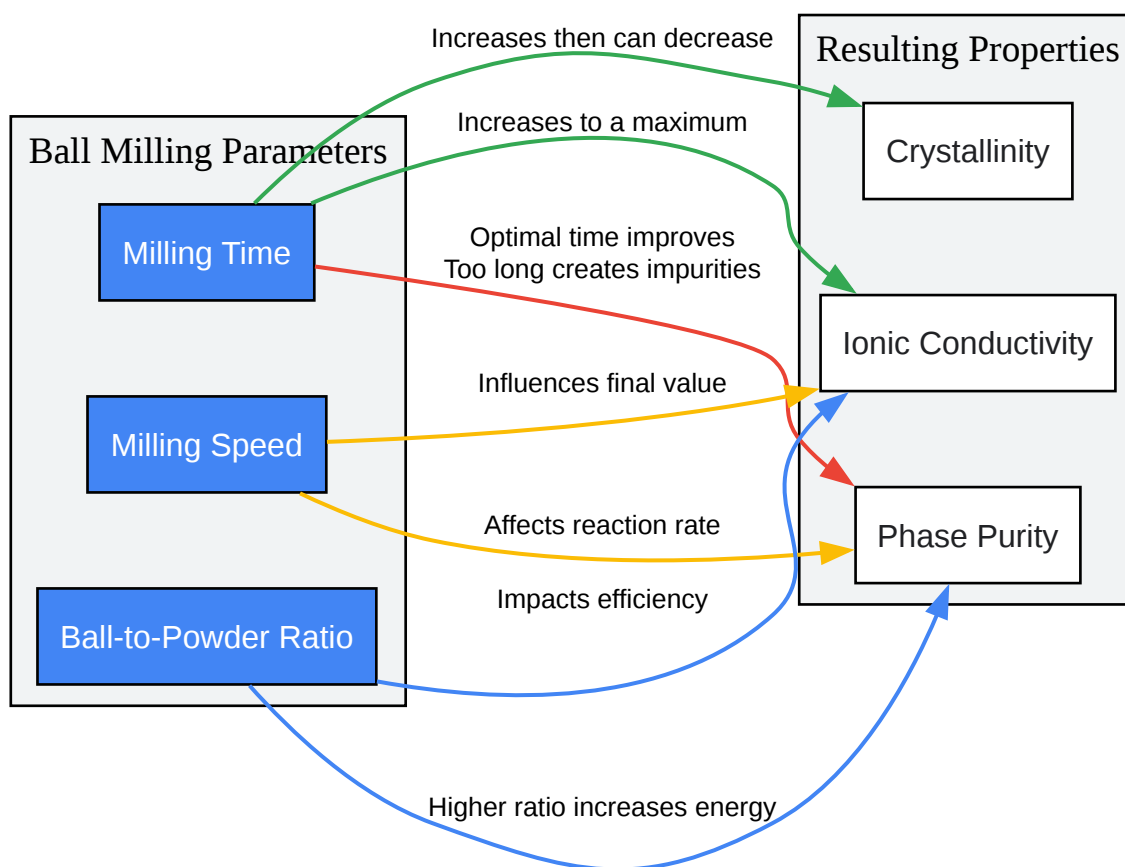 Increases then can decrease
Resulting Properties
Increases to a maximum
Crystallinity
Ball Milling Parameters
Milling Time
Optimal time improves
Too long creates impurities
Ionic Conductivity
Influences final value
Milling Speed
Affects reaction rate
Phase Purity
Impacts efficiency
Ball-to-Powder Ratio
Higher ratio increases energy